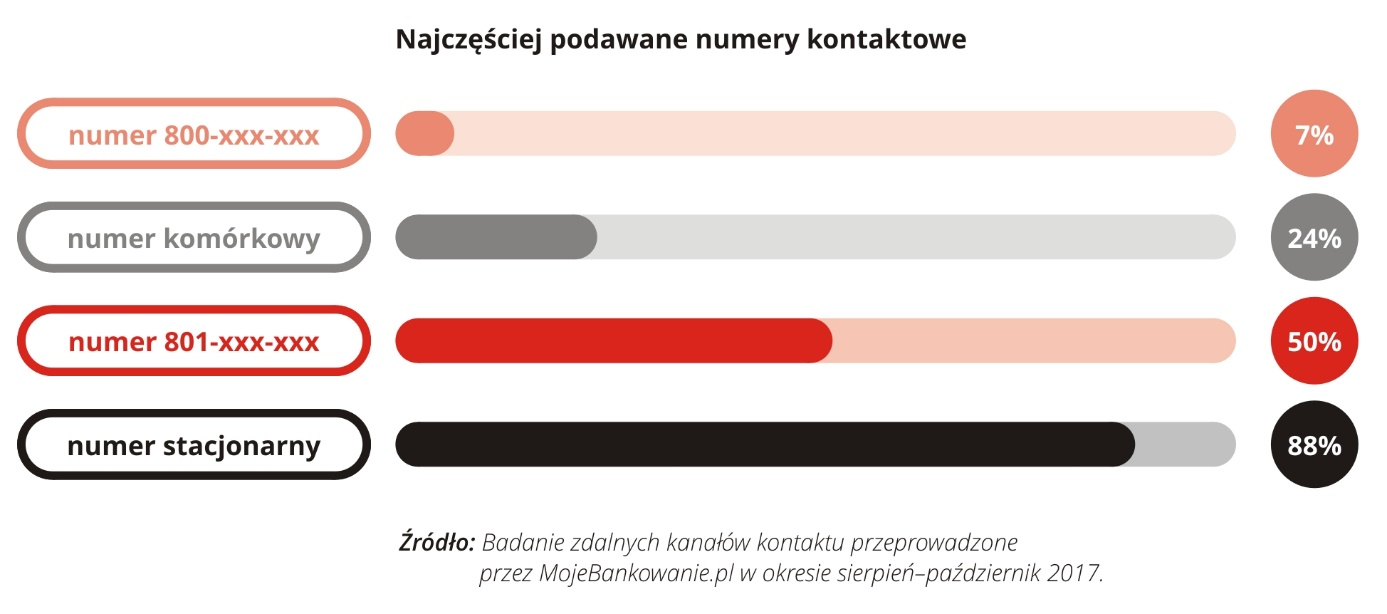 Najczęściej podawane numery kontaktowe
numer 800-xxx-xxx 7%
numer komórkowy 24%
numer 801-xxx-xxx 50%
numer stacjonarny 88%
Źródło: Badanie zdalnych kanałów kontaktu przeprowadzone
przez MojeBankowanie.pl w okresie sierpień–październik 2017.